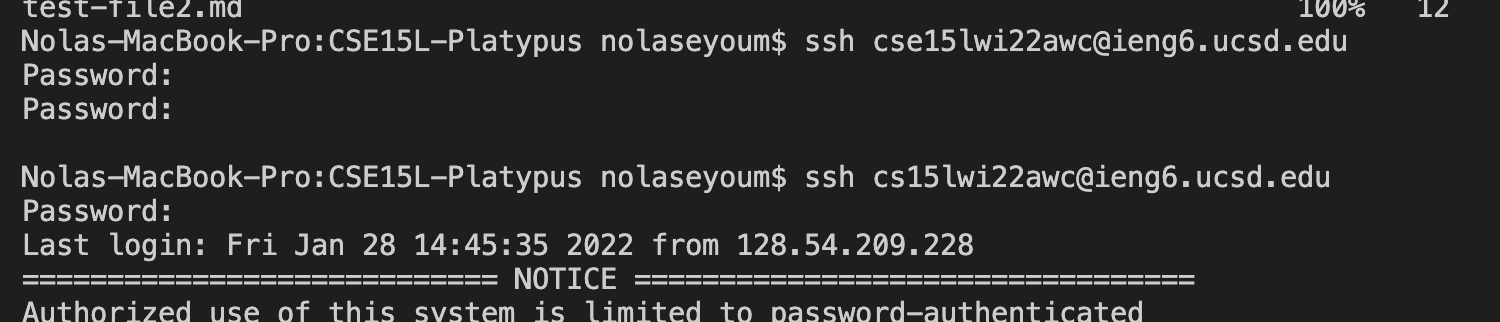 test-file2.md 100% 12
Nolas-MacBook-Pro:CSE15L-Platypus nolaseyoum$ ssh cse15lwi22awc@ieng6.ucsd.edu
Password:
Password:
Nolas-MacBook-Pro:CSE15L-Platypus nolaseyoum$ ssh cs15lwi22awc@ieng6.ucsd.edu
Password:
Last login: Fri Jan 28 14:45:35 2022 from 128.54.209.228
============================ NOTICE =================================
Authorized use of this system is limited to password-authenticated